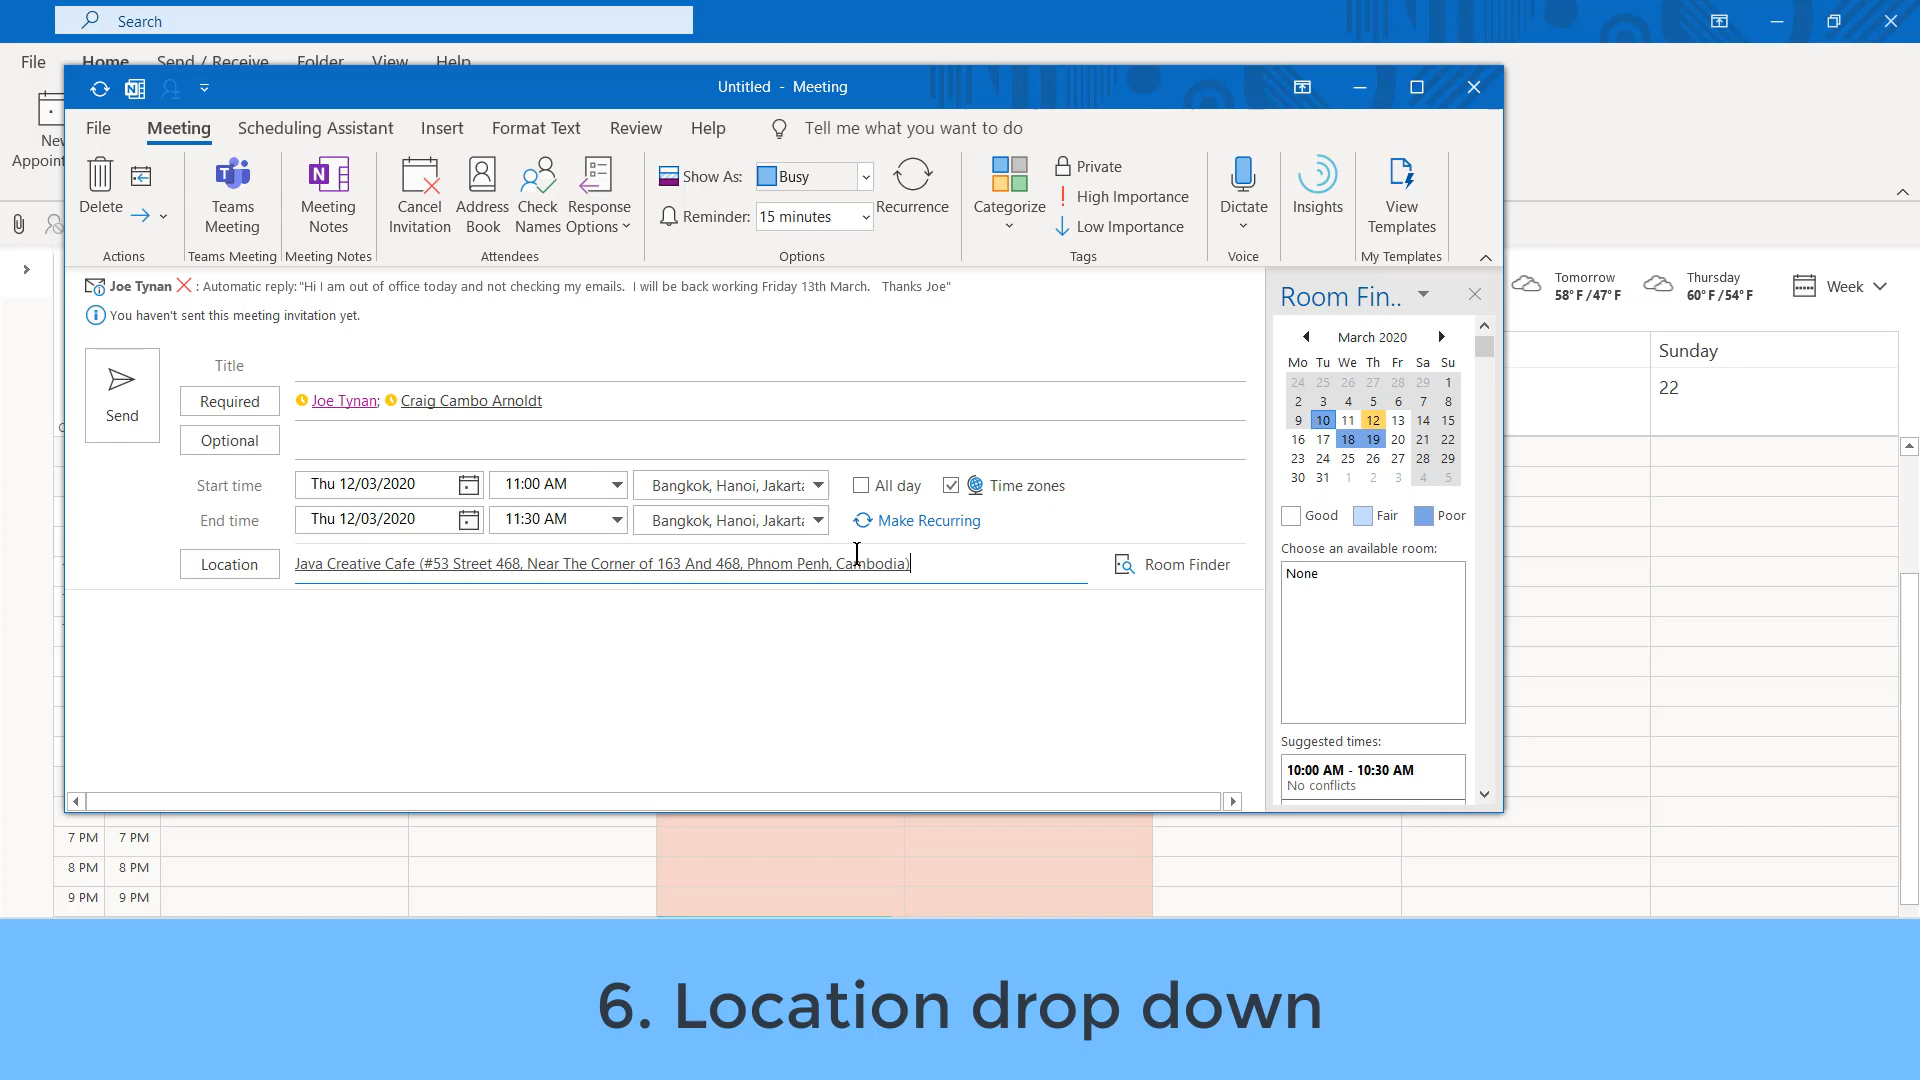 Search
File Home Send / Receive Folder View Help
Untitled - Meeting
File Meeting Scheduling Assistant Insert Format Text Review Help Tell me what you want to do
New
Appoint
Delete
Actions
Teams
Meeting
Teams Meeting
Meeting
Notes
Meeting Notes
Cancel
Invitation
Address
Book
Check
Names
Response
Options
Attendees
Show As: Busy
Reminder: 15 minutes
Recurrence
Options
Categorize
Private
High Importance
Low Importance
Tags
Dictate
Voice
Insights
View
Templates
My Templates
Joe Tynan : Automatic reply: "Hi I am out of office today and not checking my emails. I will be back working Friday 13th March. Thanks Joe"
You haven't sent this meeting invitation yet.
Send
Title
Required Joe Tynan; Craig Cambo Arnoldt
Optional
Start time Thu 12/03/2020 11:00 AM Bangkok, Hanoi, Jakarta All day Time zones
End time Thu 12/03/2020 11:30 AM Bangkok, Hanoi, Jakarta Make Recurring
Location Java Creative Cafe (#53 Street 468, Near The Corner of 163 And 468, Phnom Penh, Cambodia) Room Finder
Room Fin..
March 2020
Mo Tu We Th Fr Sa Su
24 25 26 27 28 29 1
2 3 4 5 6 7 8
9 10 11 12 13 14 15
16 17 18 19 20 21 22
23 24 25 26 27 28 29
30 31 1 2 3 4 5
Good Fair Poor
Choose an available room:
None
Suggested times:
10:00 AM - 10:30 AM
No conflicts
Tomorrow
58° F / 47° F
Thursday
60° F / 54° F
Week
Sunday
22
7 PM 7 PM
8 PM 8 PM
9 PM 9 PM
6. Location drop down